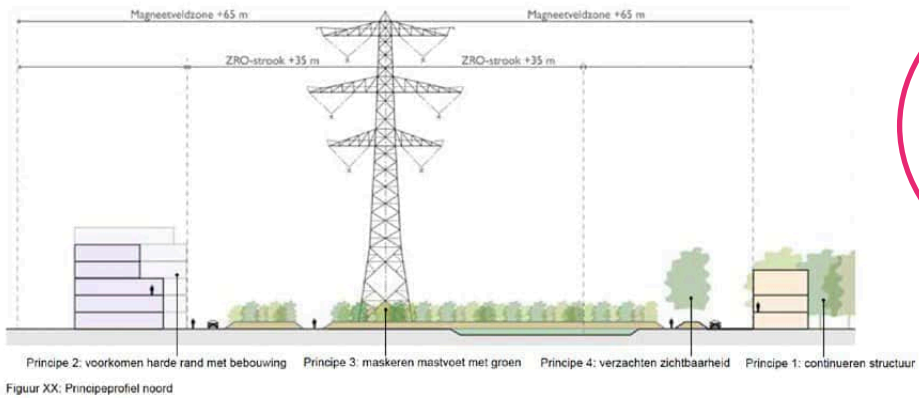 Magneetveldzone +65 m Magneetveldzone +65 m
ZRO-strook +35 m ZRO-strook +35 m
Principe 2: voorkomen harde rand met bebouwing Principe 3: maskeren mastvoet met groen Principe 4: verzachten zichtbaarheid Principe 1: continueren structuur
Figuur XX: Principeprofiel noord